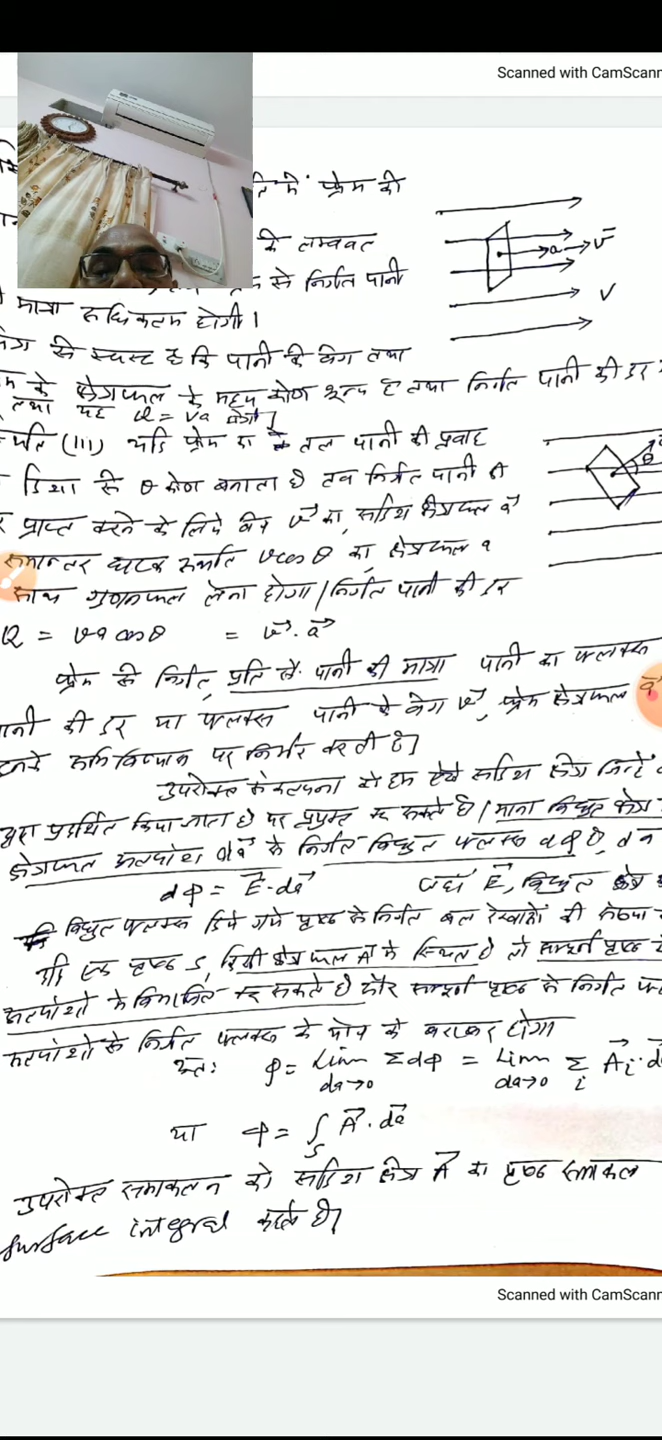 Scanned with CamScanr
फ्रेम की
के लम्बवत
से निर्गत पानी
मात्रा अधिकतम होगी।
से स्पष्ट है कि पानी के वेग तथा
के क्षेत्रफल के मध्य कोण शून्य है तथा निर्गत पानी की दर
तथा यह Q = va होगी
(III) यदि फ्रेम का तल पानी की प्रवाह
दिशा से θ कोण बनाता है तब निर्गत पानी की
प्राप्त करने के लिये वेग v का, सदिश क्षेत्रफल a
समान्तर घटक अर्थात vcosθ का क्षेत्रफल a
साथ गुणनफल लेना होगा। निर्गत पानी की दर
Q = va cosθ = v. a
फ्रेम से निर्गत प्रति से. पानी की मात्रा पानी का फ्लक्स
की दर या फ्लक्स पानी के वेग v, फ्रेम क्षेत्रफल a
पर निर्भर करती है।
उपरोक्त संकल्पना को हम ऐसे सदिश क्षेत्र जिन्हें
द्वारा प्रदर्शित किया जाता है पर प्रयुक्त कर सकते है। माना विद्युत क्षेत्र
क्षेत्रफल अल्पांश da से निर्गत विद्युत फ्लक्स dφ है,
dφ = E.da जहां E, विद्युत क्षेत्र
विद्युत फ्लक्स दिये गये पृष्ठ से निर्गत बल रेखाओं की संख्या
यदि एक पृष्ठ S, किसी क्षेत्रफल A में स्थित है तो सम्पूर्ण पृष्ठ
अल्पांशों में विभाजित कर सकते है और सम्पूर्ण पृष्ठ से निर्गत
अल्पांशों से निर्गत फ्लक्स के योग के बराबर होगा
अतः φ = Lim Σdφ = Lim Σ Ai.d
da→0 da→0 i
या φ = ∫ A.da
S
उपरोक्त समाकलन को सदिश क्षेत्र A का पृष्ठ समाकल
surface integral कहते है।
a v
V
θ
Scanned with CamScanr